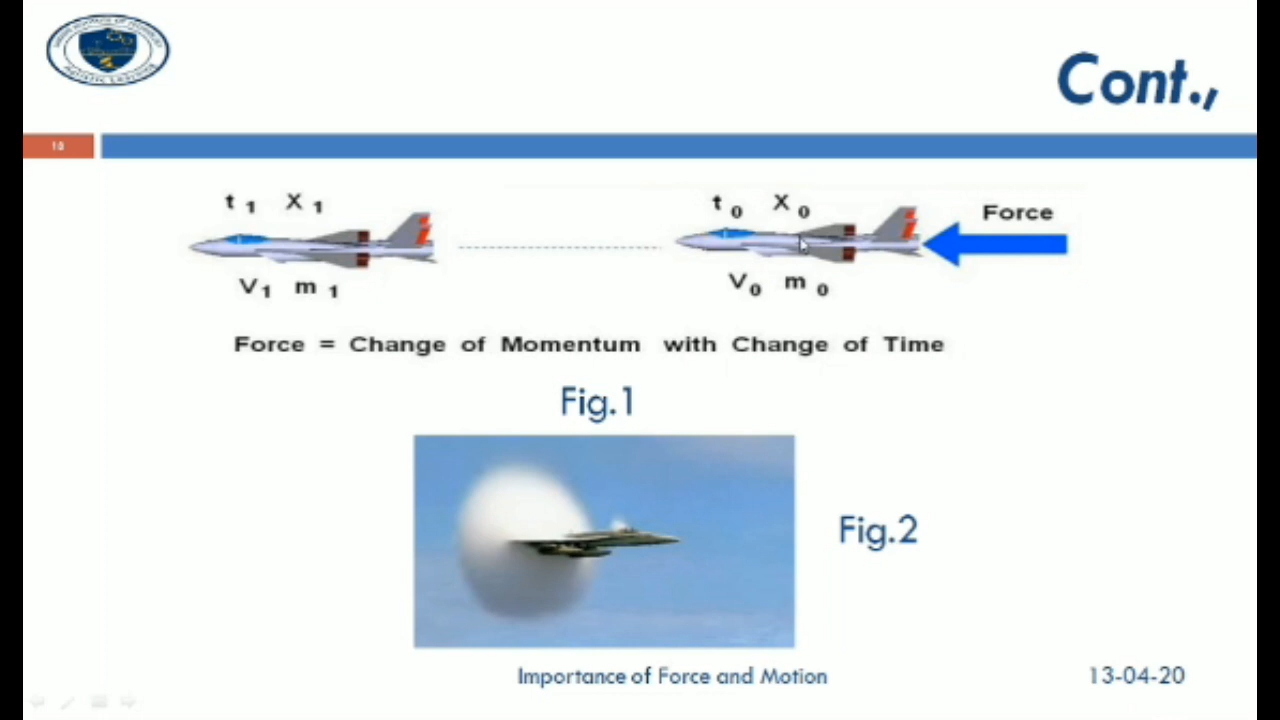 Cont.,
18
t 1 X 1
t 0 X 0
Force
V 1 m 1
V 0 m 0
Force = Change of Momentum with Change of Time
Fig.1
Fig.2
Importance of Force and Motion
13-04-20